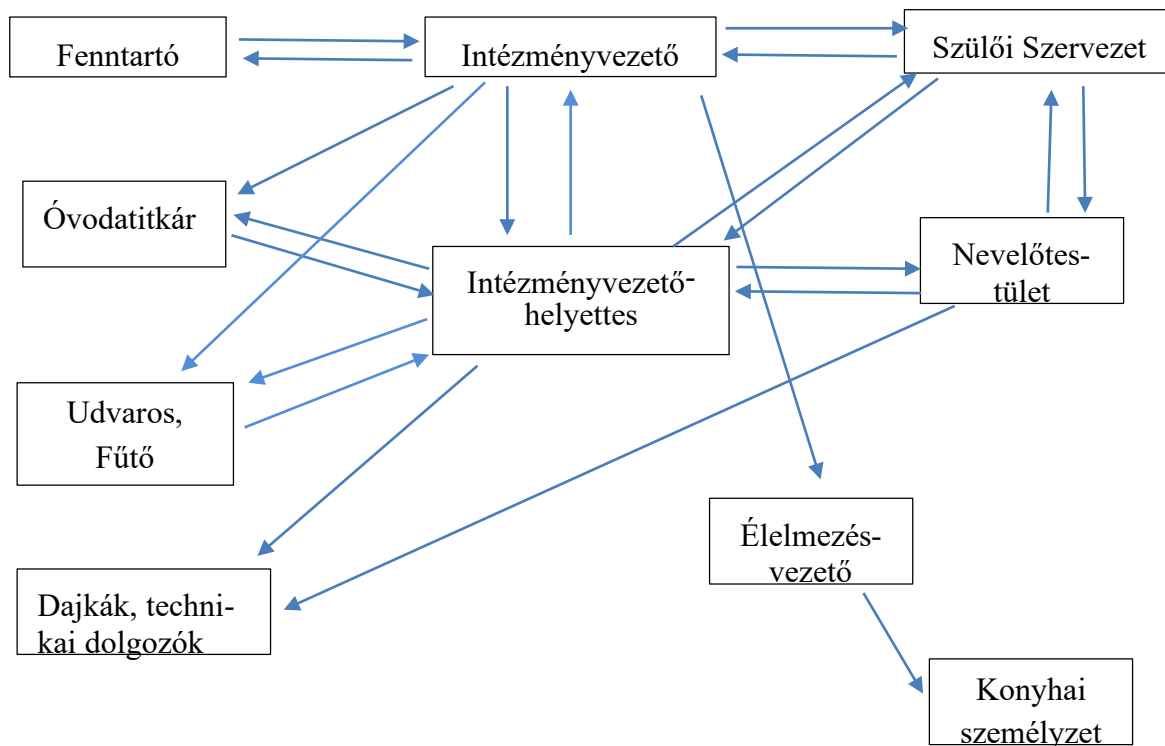 Fenntartó
Intézményvezető
Szülői Szervezet
Óvodatitkár
Intézményvezető-
helyettes
Nevelőtes-
tület
Udvaros,
Fűtő
Élelmezés-
vezető
Dajkák, techni-
kai dolgozók
Konyhai
személyzet